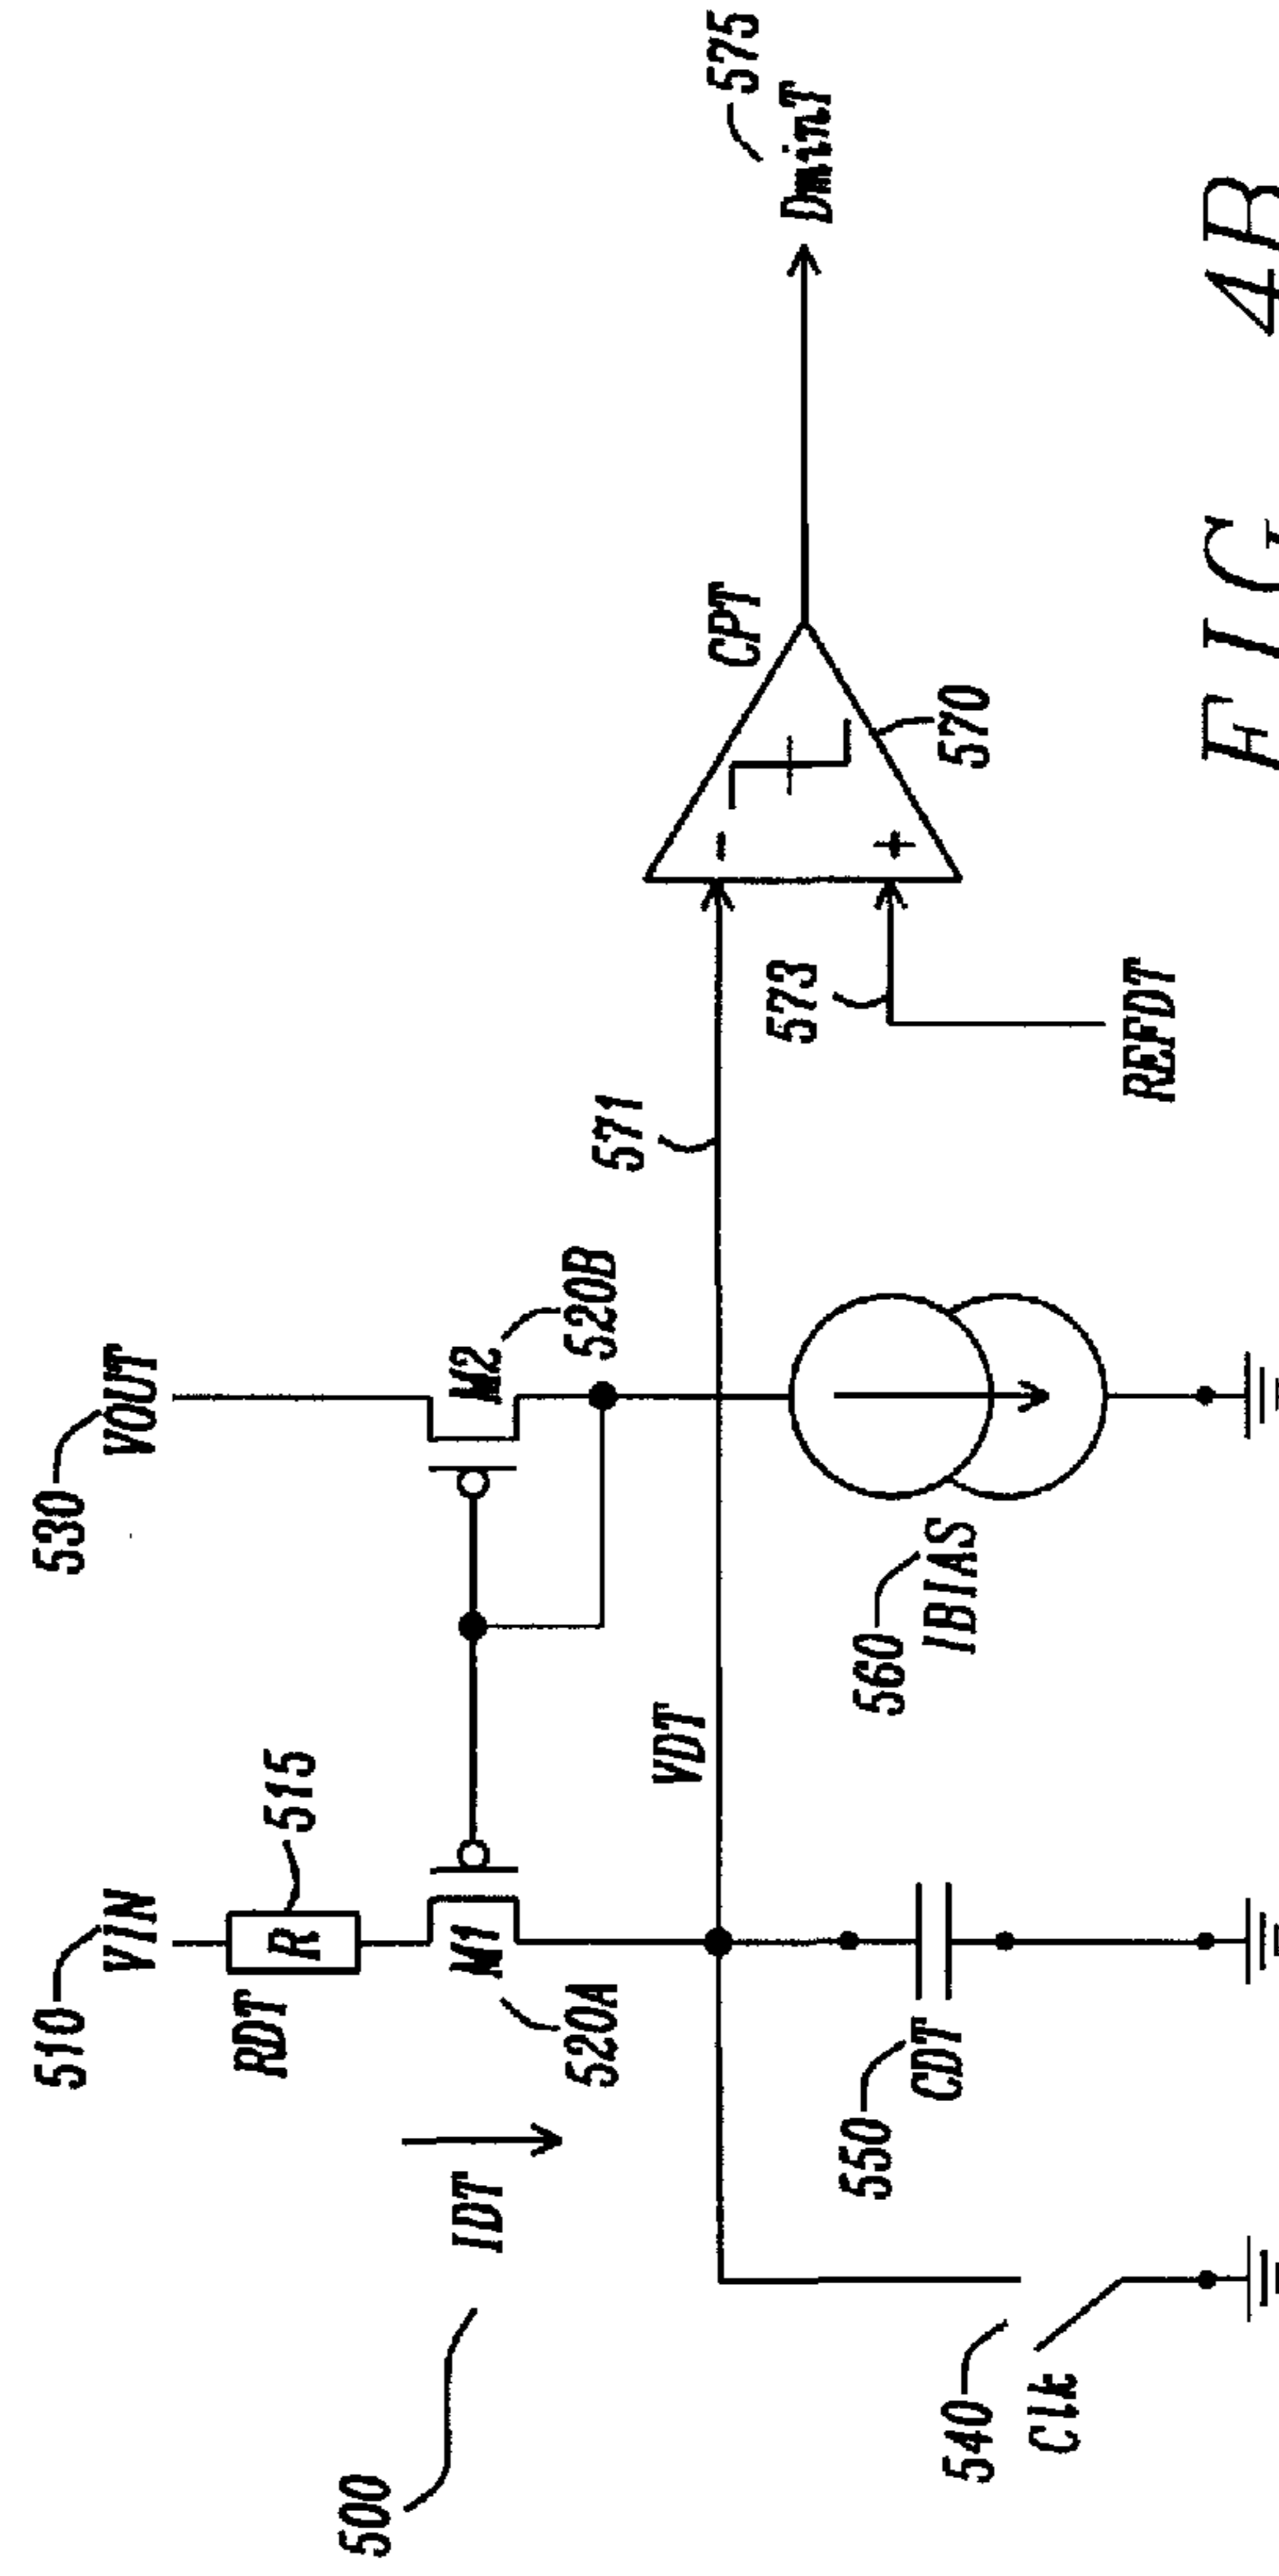 530
VOUT
510
VIN
RDT
R
515
M1
520A
M2
520B
500
IDT
VDT
571
CPT
-
+
570
573
REFDT
575
DminT
550
CDT
560
IBIAS
540
Clk
FIG 4B